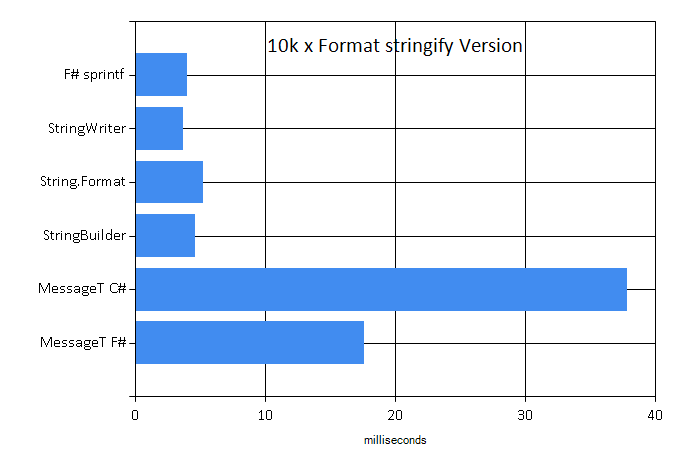 10k x Format stringify Version
F# sprintf
StringWriter
String.Format
StringBuilder
MessageT C#
MessageT F#
0 10 20 30 40
milliseconds